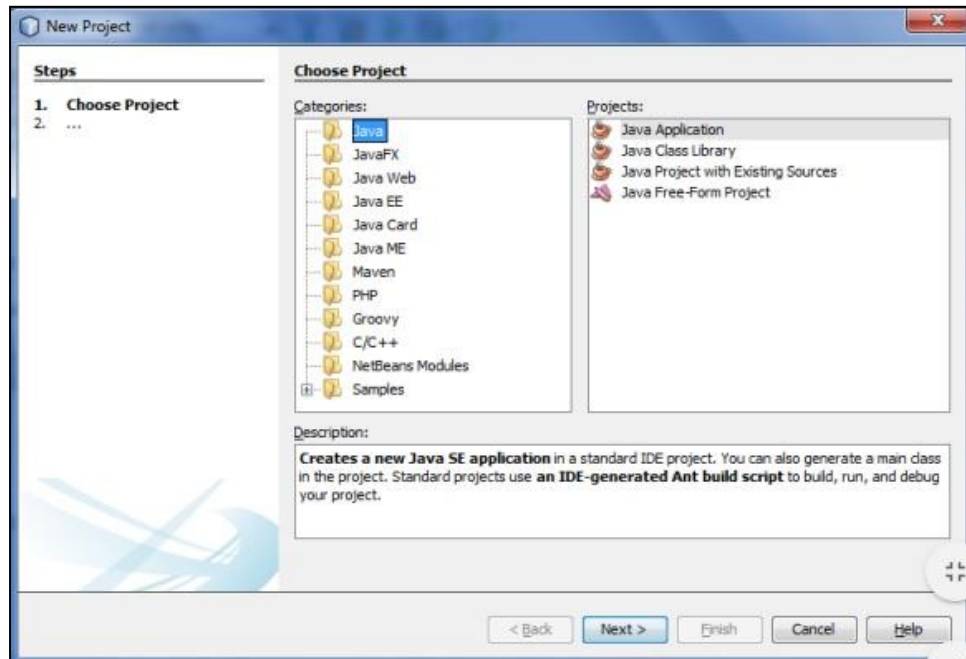 New Project
Steps
1. Choose Project
2. ...
Choose Project
Categories:
Java
JavaFX
Java Web
Java EE
Java Card
Java ME
Maven
PHP
Groovy
C/C++
NetBeans Modules
Samples
Projects:
Java Application
Java Class Library
Java Project with Existing Sources
Java Free-Form Project
Description:
Creates a new Java SE application in a standard IDE project. You can also generate a main class
in the project. Standard projects use an IDE-generated Ant build script to build, run, and debug
your project.
< Back
Next >
Finish
Cancel
Help